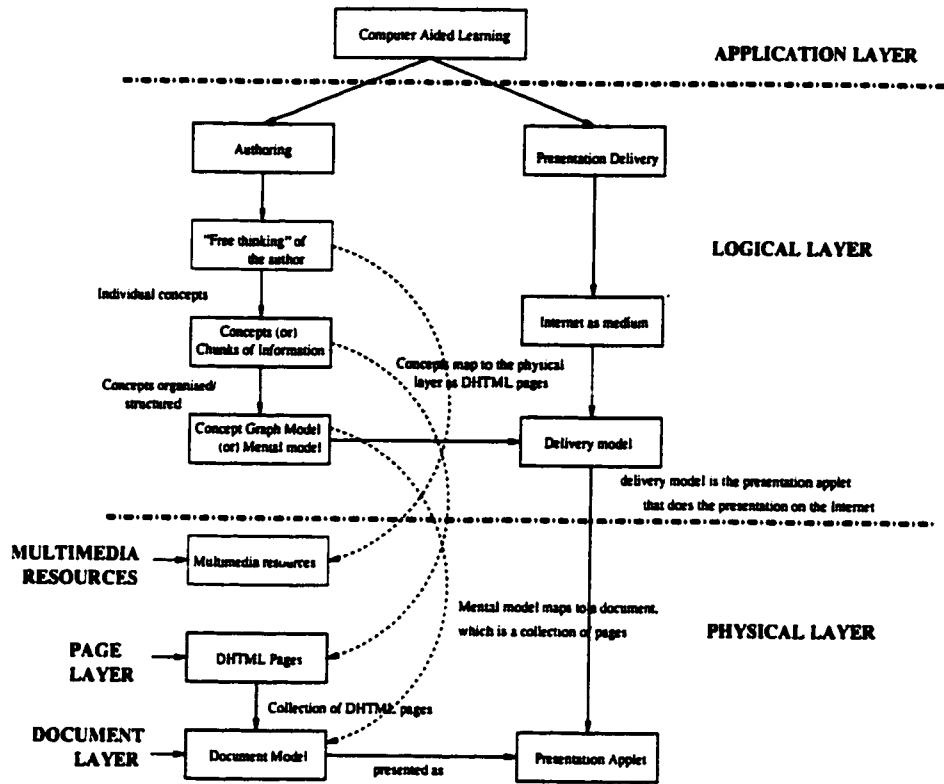 Computer Aided Learning
APPLICATION LAYER
Authoring
Presentation Delivery
"Free thinking" of
the author
LOGICAL LAYER
Individual concepts
Internet as medium
Concepts (or)
Chunks of Information
Concepts map to the physical
layer as DHTML pages
Concepts organised/
structured
Concept Graph Model
(or) Mental model
Delivery model
delivery model is the presentation applet
that does the presentation on the Internet
MULTIMEDIA
RESOURCES
Multimedia resources
Mental model maps to a document,
which is a collection of pages
PHYSICAL LAYER
PAGE
LAYER
DHTML Pages
Collection of DHTML pages
DOCUMENT
LAYER
Document Model
presented as
Presentation Applet